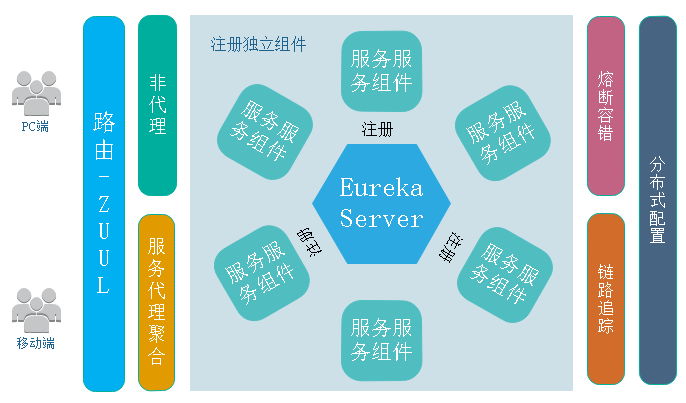 PC端
移动端
路由-ZUUL
非代理
服务代理聚合
注册独立组件
服务服
务组件
服务服
务组件
服务服
务组件
注册
Eureka
Server
注册
注册
服务服
务组件
服务服
务组件
服务服
务组件
熔断容错
链路追踪
分布式配置